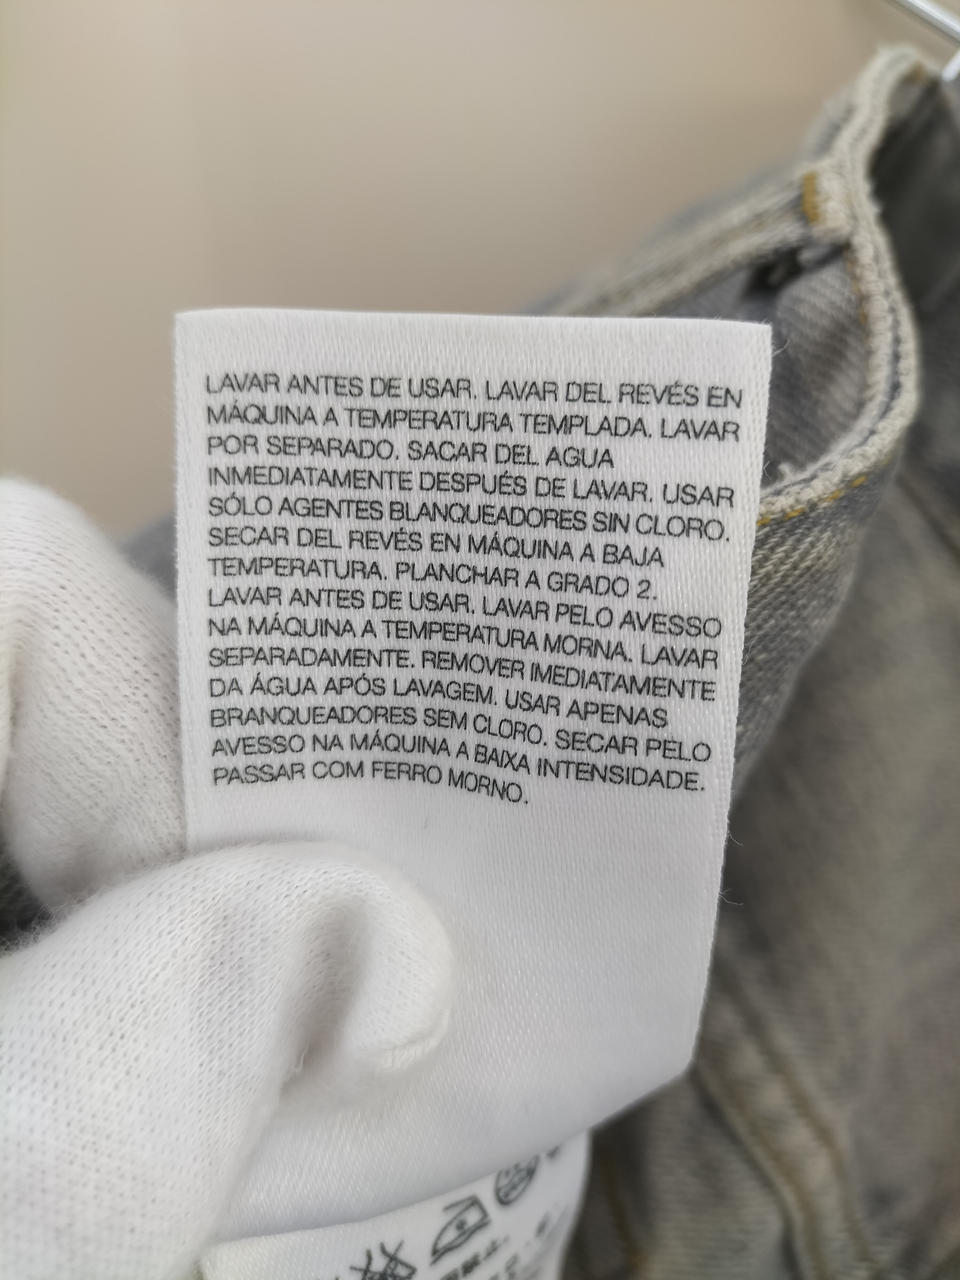 LAVAR ANTES DE USAR. LAVAR DEL REVÉS EN
MÁQUINA A TEMPERATURA TEMPLADA. LAVAR
POR SEPARADO. SACAR DEL AGUA
INMEDIATAMENTE DESPUÉS DE LAVAR. USAR
SÓLO AGENTES BLANQUEADORES SIN CLORO.
SECAR DEL REVÉS EN MÁQUINA A BAJA
TEMPERATURA. PLANCHAR A GRADO 2.
LAVAR ANTES DE USAR. LAVAR PELO AVESSO
NA MÁQUINA A TEMPERATURA MORNA. LAVAR
SEPARADAMENTE. REMOVER IMEDIATAMENTE
DA ÁGUA APÓS LAVAGEM. USAR APENAS
BRANQUEADORES SEM CLORO. SECAR PELO
AVESSO NA MÁQUINA A BAIXA INTENSIDADE.
PASSAR COM FERRO MORNO.